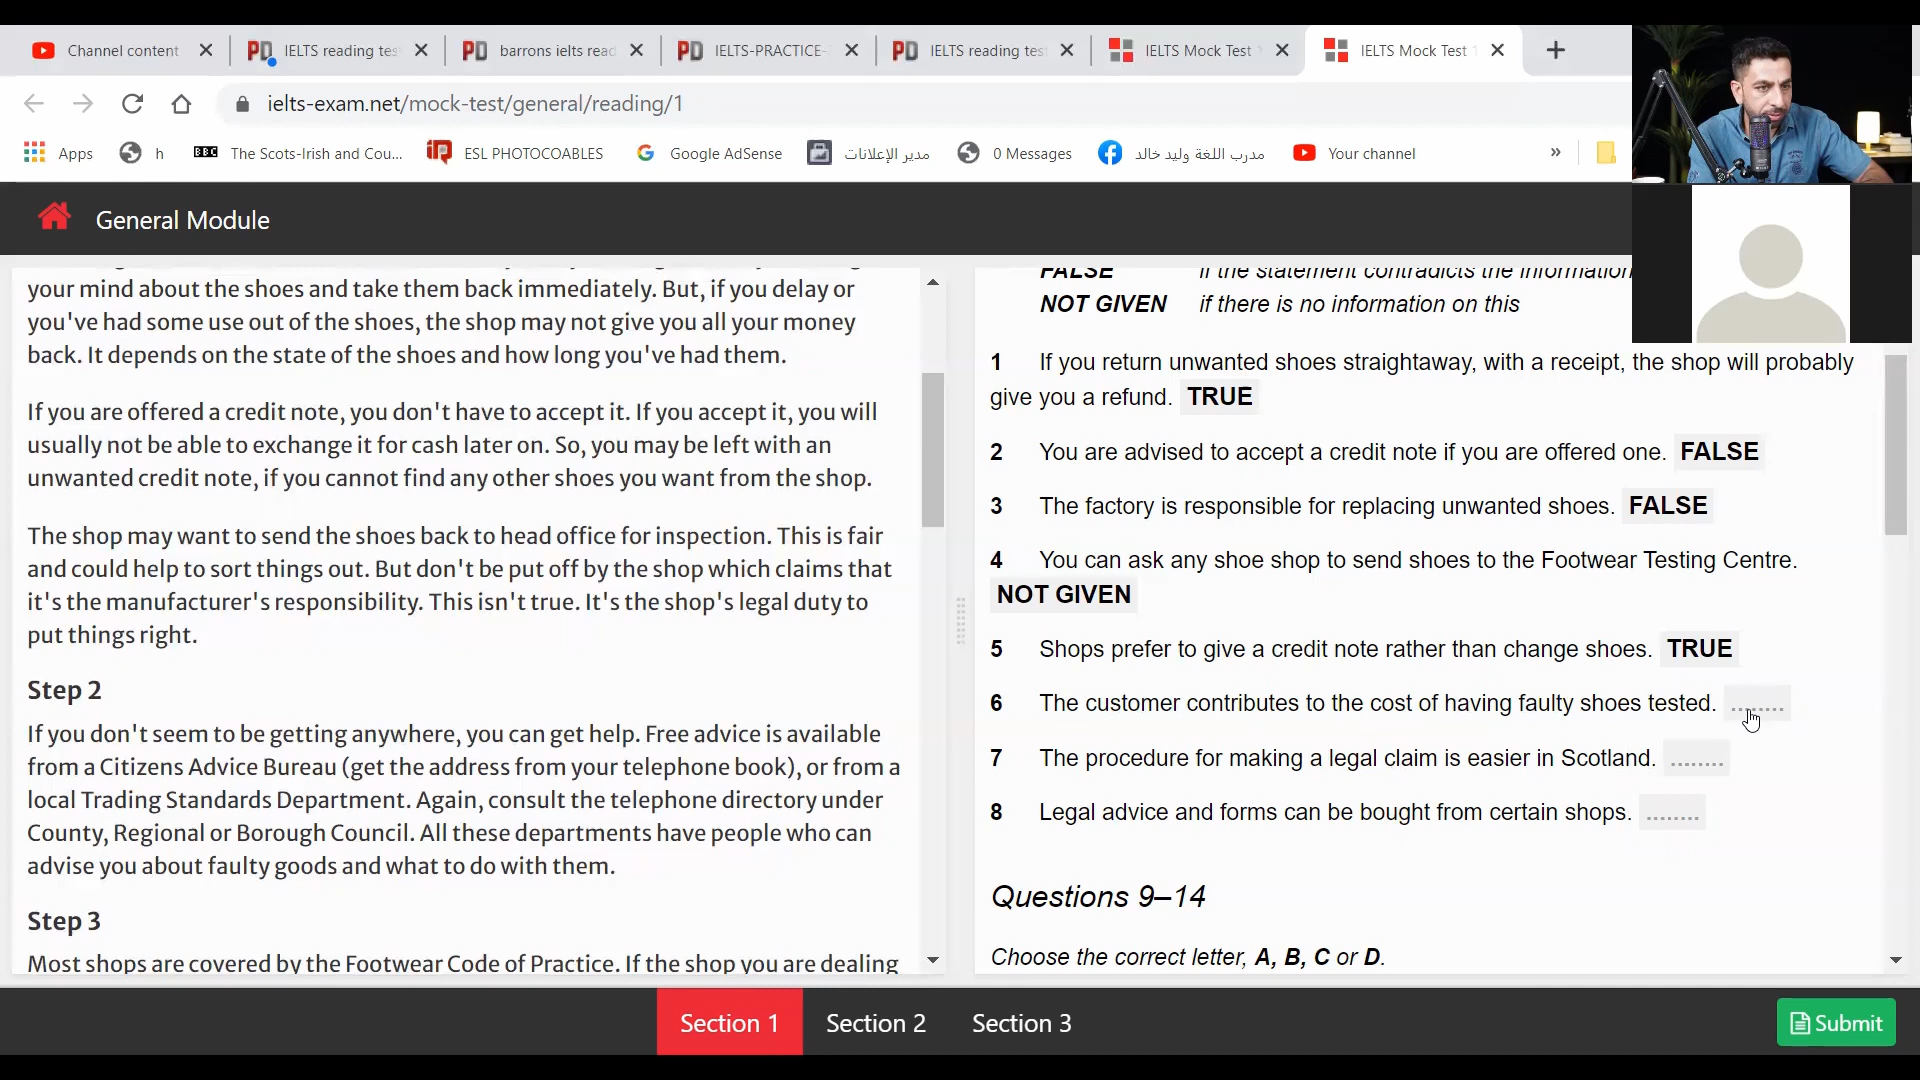 Channel content
IELTS reading tes
barrons ielts read
IELTS-PRACTICE-
IELTS reading tes
IELTS Mock Test
IELTS Mock Test 1
ielts-exam.net/mock-test/general/reading/1
Apps
h
BBC
The Scots-Irish and Cou...
ESL PHOTOCOABLES
Google AdSense
مدير الإعلانات
0 Messages
مدرب اللغة وليد خالد
Your channel
»
General Module
your mind about the shoes and take them back immediately. But, if you delay or
you've had some use out of the shoes, the shop may not give you all your money
back. It depends on the state of the shoes and how long you've had them.
If you are offered a credit note, you don't have to accept it. If you accept it, you will
usually not be able to exchange it for cash later on. So, you may be left with an
unwanted credit note, if you cannot find any other shoes you want from the shop.
The shop may want to send the shoes back to head office for inspection. This is fair
and could help to sort things out. But don't be put off by the shop which claims that
it's the manufacturer's responsibility. This isn't true. It's the shop's legal duty to
put things right.
Step 2
If you don't seem to be getting anywhere, you can get help. Free advice is available
from a Citizens Advice Bureau (get the address from your telephone book), or from a
local Trading Standards Department. Again, consult the telephone directory under
County, Regional or Borough Council. All these departments have people who can
advise you about faulty goods and what to do with them.
Step 3
Most shops are covered by the Footwear Code of Practice. If the shop you are dealing
FALSE if the statement contradicts the information
NOT GIVEN if there is no information on this
1 If you return unwanted shoes straightaway, with a receipt, the shop will probably
give you a refund. TRUE
2 You are advised to accept a credit note if you are offered one. FALSE
3 The factory is responsible for replacing unwanted shoes. FALSE
4 You can ask any shoe shop to send shoes to the Footwear Testing Centre.
NOT GIVEN
5 Shops prefer to give a credit note rather than change shoes. TRUE
6 The customer contributes to the cost of having faulty shoes tested. ........
7 The procedure for making a legal claim is easier in Scotland. ........
8 Legal advice and forms can be bought from certain shops. ........
Questions 9–14
Choose the correct letter, A, B, C or D.
Section 1
Section 2
Section 3
Submit